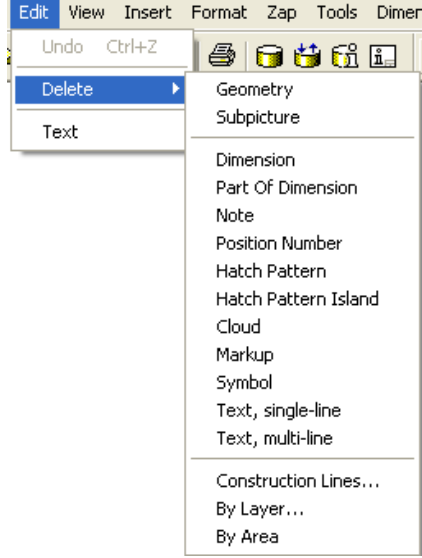 Edit View Insert Format Zap Tools Dimen
Undo Ctrl+Z
Delete
Text
Geometry
Subpicture
Dimension
Part Of Dimension
Note
Position Number
Hatch Pattern
Hatch Pattern Island
Cloud
Markup
Symbol
Text, single-line
Text, multi-line
Construction Lines...
By Layer...
By Area